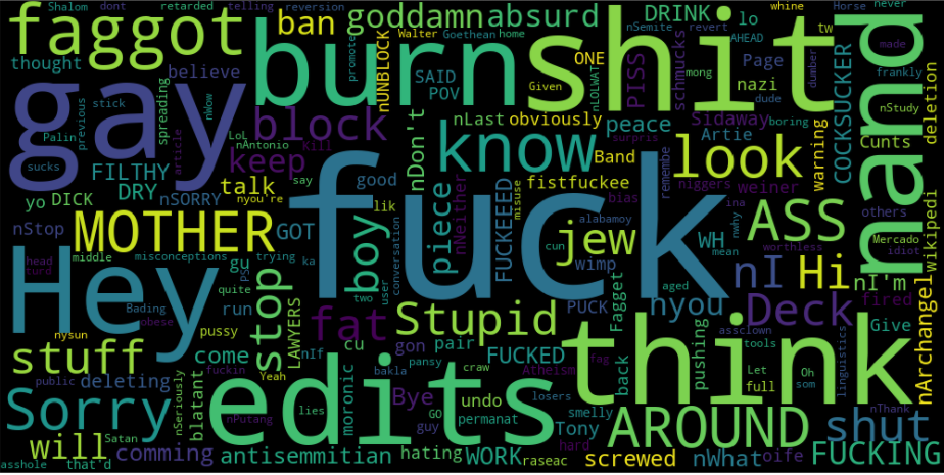 Shalom
dont
retarded
telling
reversion
ban
goddamn
absurd
DRINK
lo
whine
Horse
never
faggot
burn
shit
mand
thought
believe
promote
Walter
Goethean
home
SAID
POV
nUNBLOCK
ONE
Given
nLOLWAT
PISS
schmucks
nSemite
revert
AHEAD
tw
Page
mong
nazi
dude
dumber
made
frankly
deletion
COCKSUCKER
gay
stick
previous
spreading
nWow
block
nLast
obviously
peace
Sidaway
boring
nStudy
Palin
LoL
nAntonio
Kill
nDon't
know
Band
surpris
Artie
Cunts
sucks
article
keep
look
warning
FILTHY
DRY
talk
say
good
nNeither
piece
misuse
fistfuckee
bias
remembe
niggers
weiner
others
wikipedi
yo
DICK
nSORRY
nyou're
lik
fuck
alabamoy
ina
nwhy
mean
worthless
Mercado
idiot
nStop
MOTHER
GOT
boy
conversation
FUCKEEED
cun
jew
WH
ASS
head
turd
middle
misconceptions
trying
ka
user
wimp
nI
Hi
nI'm
Hey
PSP
gu
stop
two
PUCK
Fagget
aged
nyou
Deck
fired
nArchangel
Bading
obese
quite
run
LAWYERS
fat
Stupid
assclown
tools
linguistics
Give
nysun
pussy
cu
gon
pair
FUCKED
back
pushing
think
Let
full
Oh
som
stuff
come
nIf
moronic
pansy
craw
Atheism
fag
public
deleting
fuckin
Yeah
bakla
losers
nSeriously
blatant
edits
lies
Bye
undo
GO
guy
permanat
smelly
hard
AROUND
nThank
Sorry
nPutang
Tony
shut
will
Satan
comming
antisemmitian
hating
WORK
raseac
screwed
nWhat
oife
FUCKING
asshole
that'd